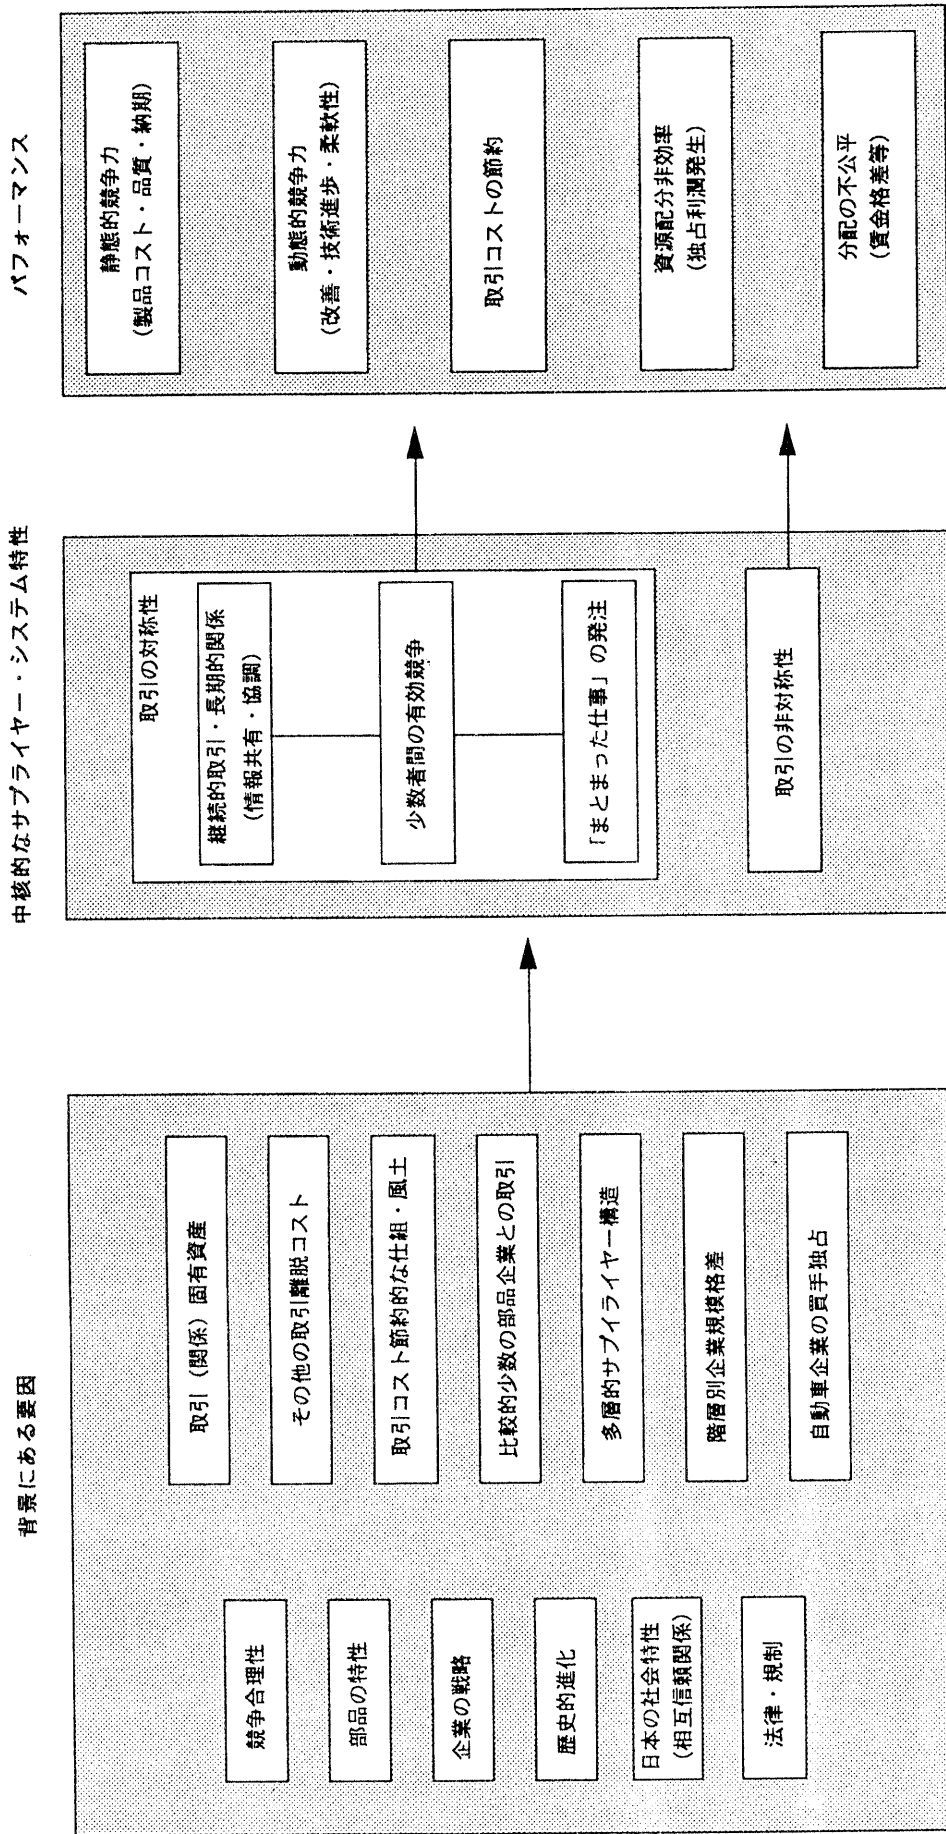 背景にある要因
競争合理性
部品の特性
企業の戦略
歴史的進化
日本の社会特性
(相互信頼関係)
法律・規制
取引（関係）固有資産
その他の取引離脱コスト
取引コスト節約的な仕組・風土
比較的少数の部品企業との取引
多層的サプイライヤー構造
階層別企業規模格差
自動車企業の買手独占
中核的なサプライヤー・システム特性
取引の対称性
継続的取引・長期的関係
(情報共有・協調)
少数者間の有効競争
「まとまった仕事」の発注
取引の非対称性
パフォーマンス
静態的競争力
(製品コスト・品質・納期)
動態的競争力
(改善・技術進歩・柔軟性)
取引コストの節約
資源配分非効率
(独占利潤発生)
分配の不公平
(賃金格差等)